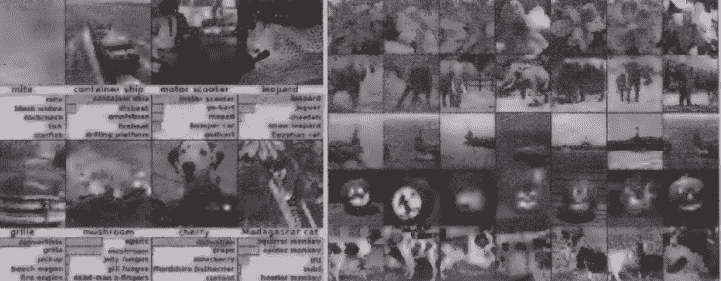 mite
container ship
motor scooter
leopard
mite
container ship
motor scooter
leopard
black widow
lifeboat
go-kart
jaguar
cockroach
amphibian
moped
cheetah
tick
fireboat
bumper car
snow leopard
starfish
drilling platform
golfcart
Egyptian cat
grille
mushroom
cherry
Madagascar cat
convertible
agaric
dalmatian
squirrel monkey
grille
mushroom
grape
spider monkey
pickup
jelly fungus
elderberry
titi
beach wagon
gill fungus
ffordshire bullterrier
indri
fire engine
dead-man's-fingers
currant
howler monkey